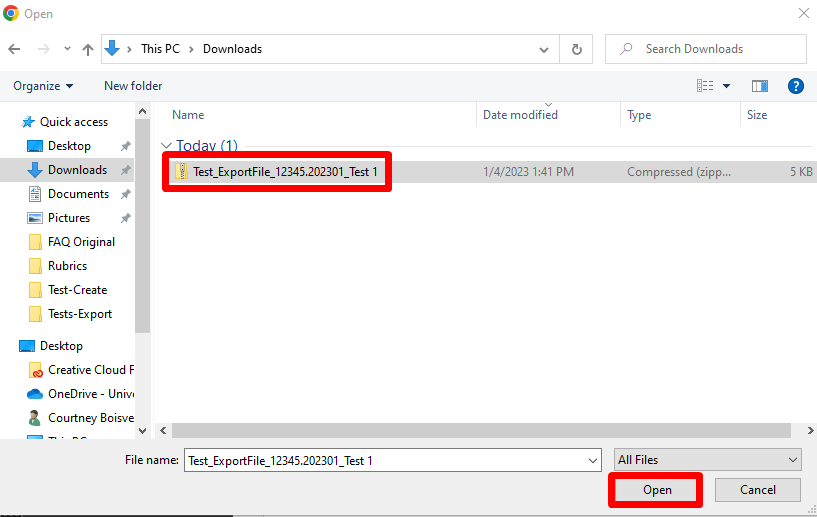 Open
This PC > Downloads
Search Downloads
Organize
New folder
?
Name
Date modified
Type
Size
Quick access
Desktop
Downloads
Documents
Pictures
FAQ Original
Rubrics
Test-Create
Tests-Export
Desktop
Creative Cloud F
OneDrive - Unive
Courtney Boisve
Today (1)
Test_ExportFile_12345.202301_Test 1
1/4/2023 1:41 PM
Compressed (zipp...
5 KB
File name:
Test_ExportFile_12345.202301_Test 1
All Files
Open
Cancel